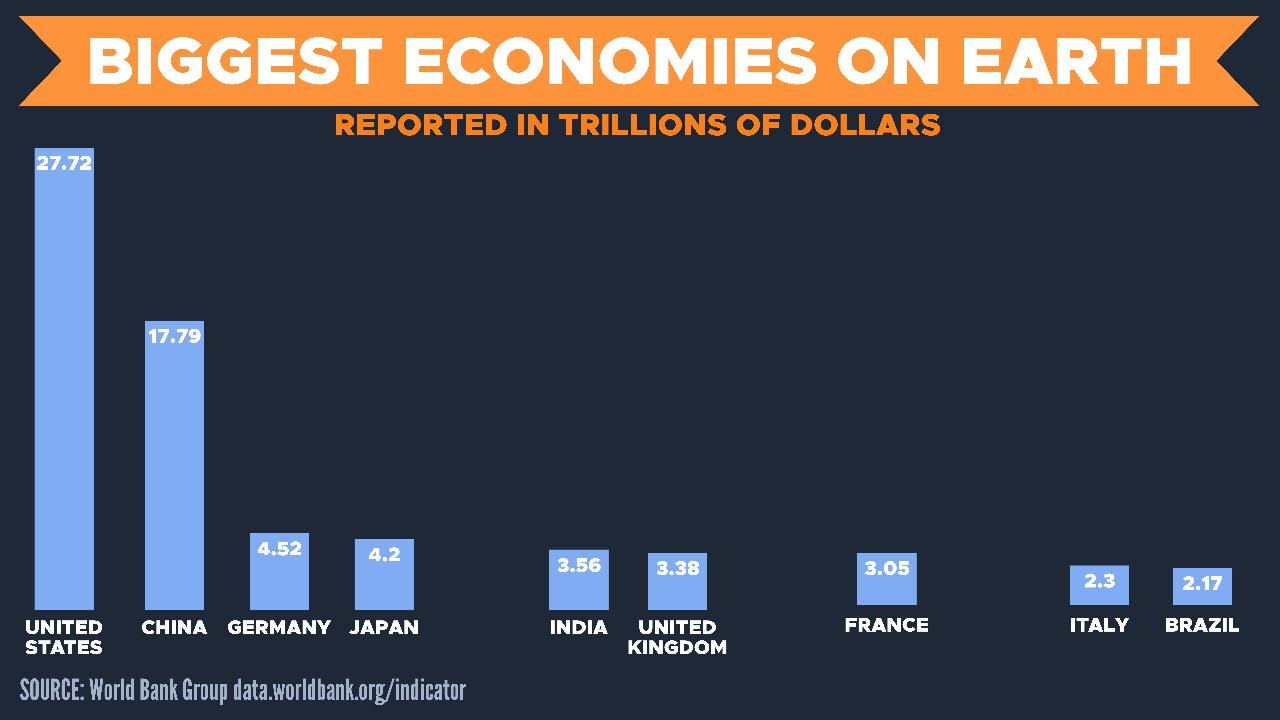 BIGGEST ECONOMIES ON EARTH
REPORTED IN TRILLIONS OF DOLLARS
27.72
17.79
4.52
4.2
3.56
3.38
3.05
2.3
2.17
UNITED
STATES
CHINA
GERMANY
JAPAN
INDIA
UNITED
KINGDOM
FRANCE
ITALY
BRAZIL
SOURCE: World Bank Group data.worldbank.org/indicator